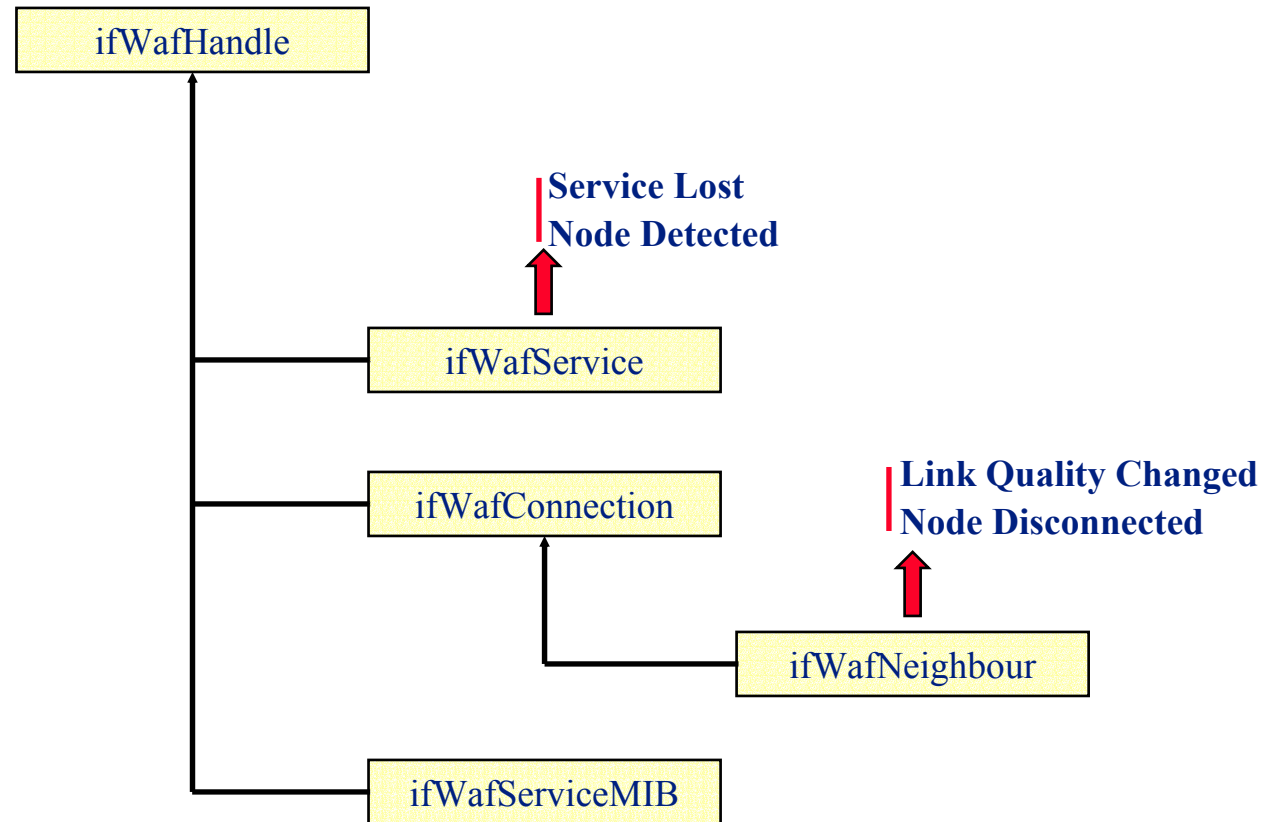 ifWafHandle
Service Lost
Node Detected
ifWafService
ifWafConnection
Link Quality Changed
Node Disconnected
ifWafNeighbour
ifWafServiceMIB